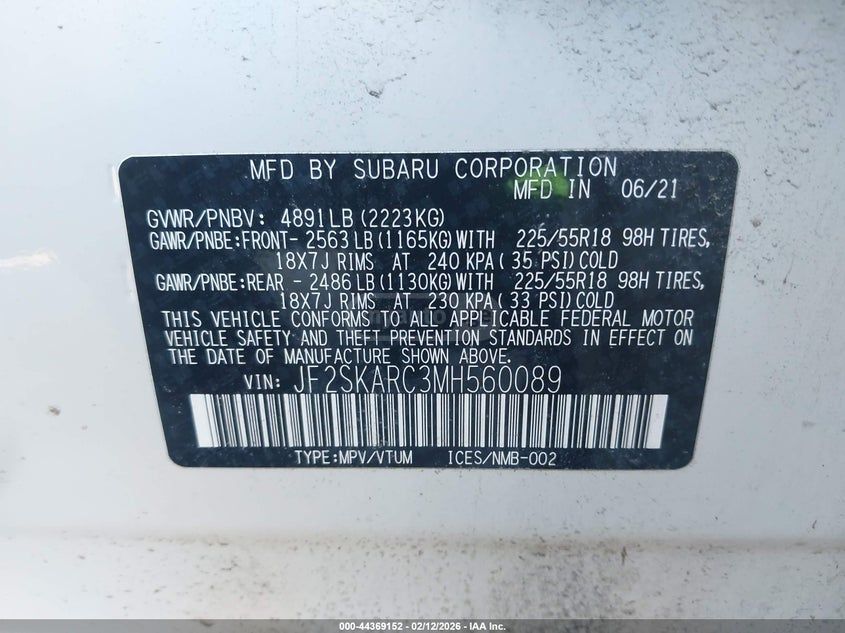 MFD BY SUBARU CORPORATION
MFD IN 06/21
GVWR/PNBV: 4891LB(2223KG)
GAWR/PNBE:FRONT- 2563LB(1165KG)WITH 225/55R18 98H TIRES,
18X7J RIMS AT 240 KPA( 35 PSI)COLD
GAWR/PNBE:REAR - 2486LB(1130KG)WITH 225/55R18 98H TIRES,
18X7J RIMS AT 230 KPA( 33 PSI)COLD
THIS VEHICLE CONFORMS TO ALL APPLICABLE FEDERAL MOTOR
VEHICLE SAFETY AND THEFT PREVENTION STANDARDS IN EFFECT ON
THE DATE OF MANUFACTURE SHOWN ABOVE.
VIN: JF2SKARC3MH560089
TYPE:MPV/VTUM ICES/NMB-002
000-44369152 - 02/12/2026 - IAA Inc.